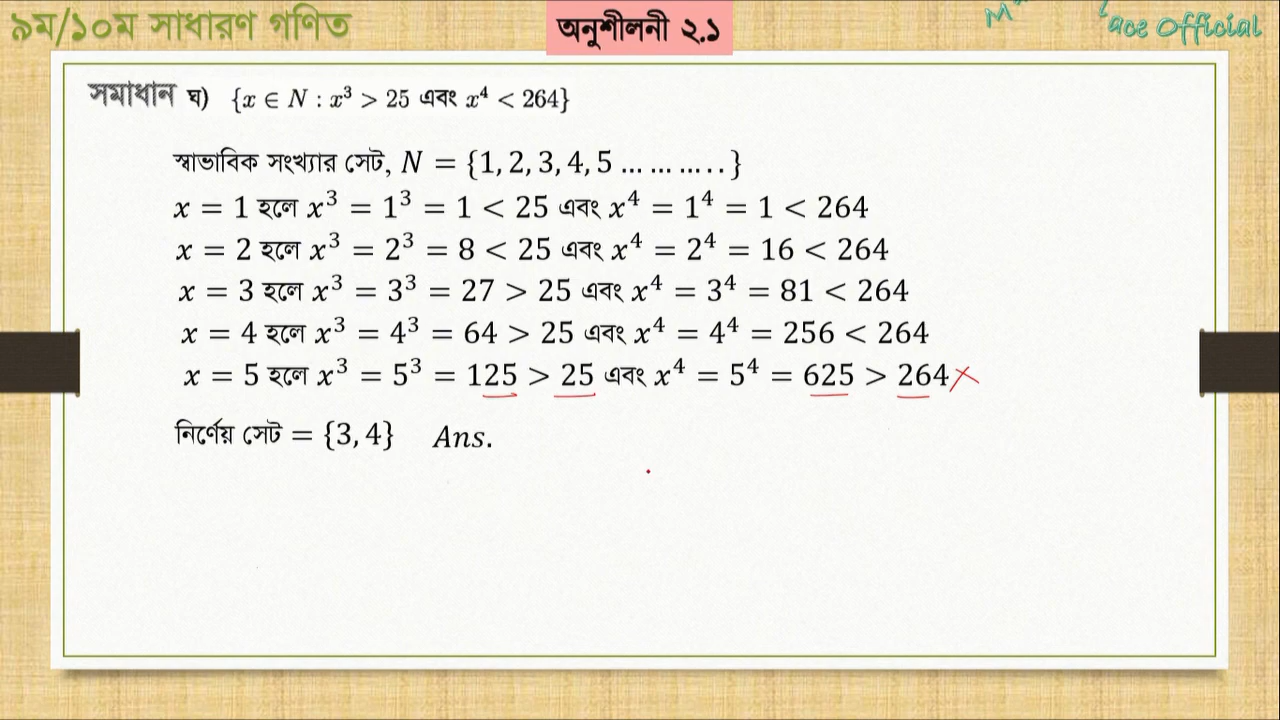 ৯ম/১০ম সাধারণ গণিত
অনুশীলনী ২.১
Official
সমাধান ঘ) {x ∈ N : x³ > 25 এবং x⁴ < 264}
স্বাভাবিক সংখ্যার সেট, N = {1, 2, 3, 4, 5 ... ... ... . . }
x = 1 হলে x³ = 1³ = 1 < 25 এবং x⁴ = 1⁴ = 1 < 264
x = 2 হলে x³ = 2³ = 8 < 25 এবং x⁴ = 2⁴ = 16 < 264
x = 3 হলে x³ = 3³ = 27 > 25 এবং x⁴ = 3⁴ = 81 < 264
x = 4 হলে x³ = 4³ = 64 > 25 এবং x⁴ = 4⁴ = 256 < 264
x = 5 হলে x³ = 5³ = 125 > 25 এবং x⁴ = 5⁴ = 625 > 264
নির্ণেয় সেট = {3, 4} Ans.